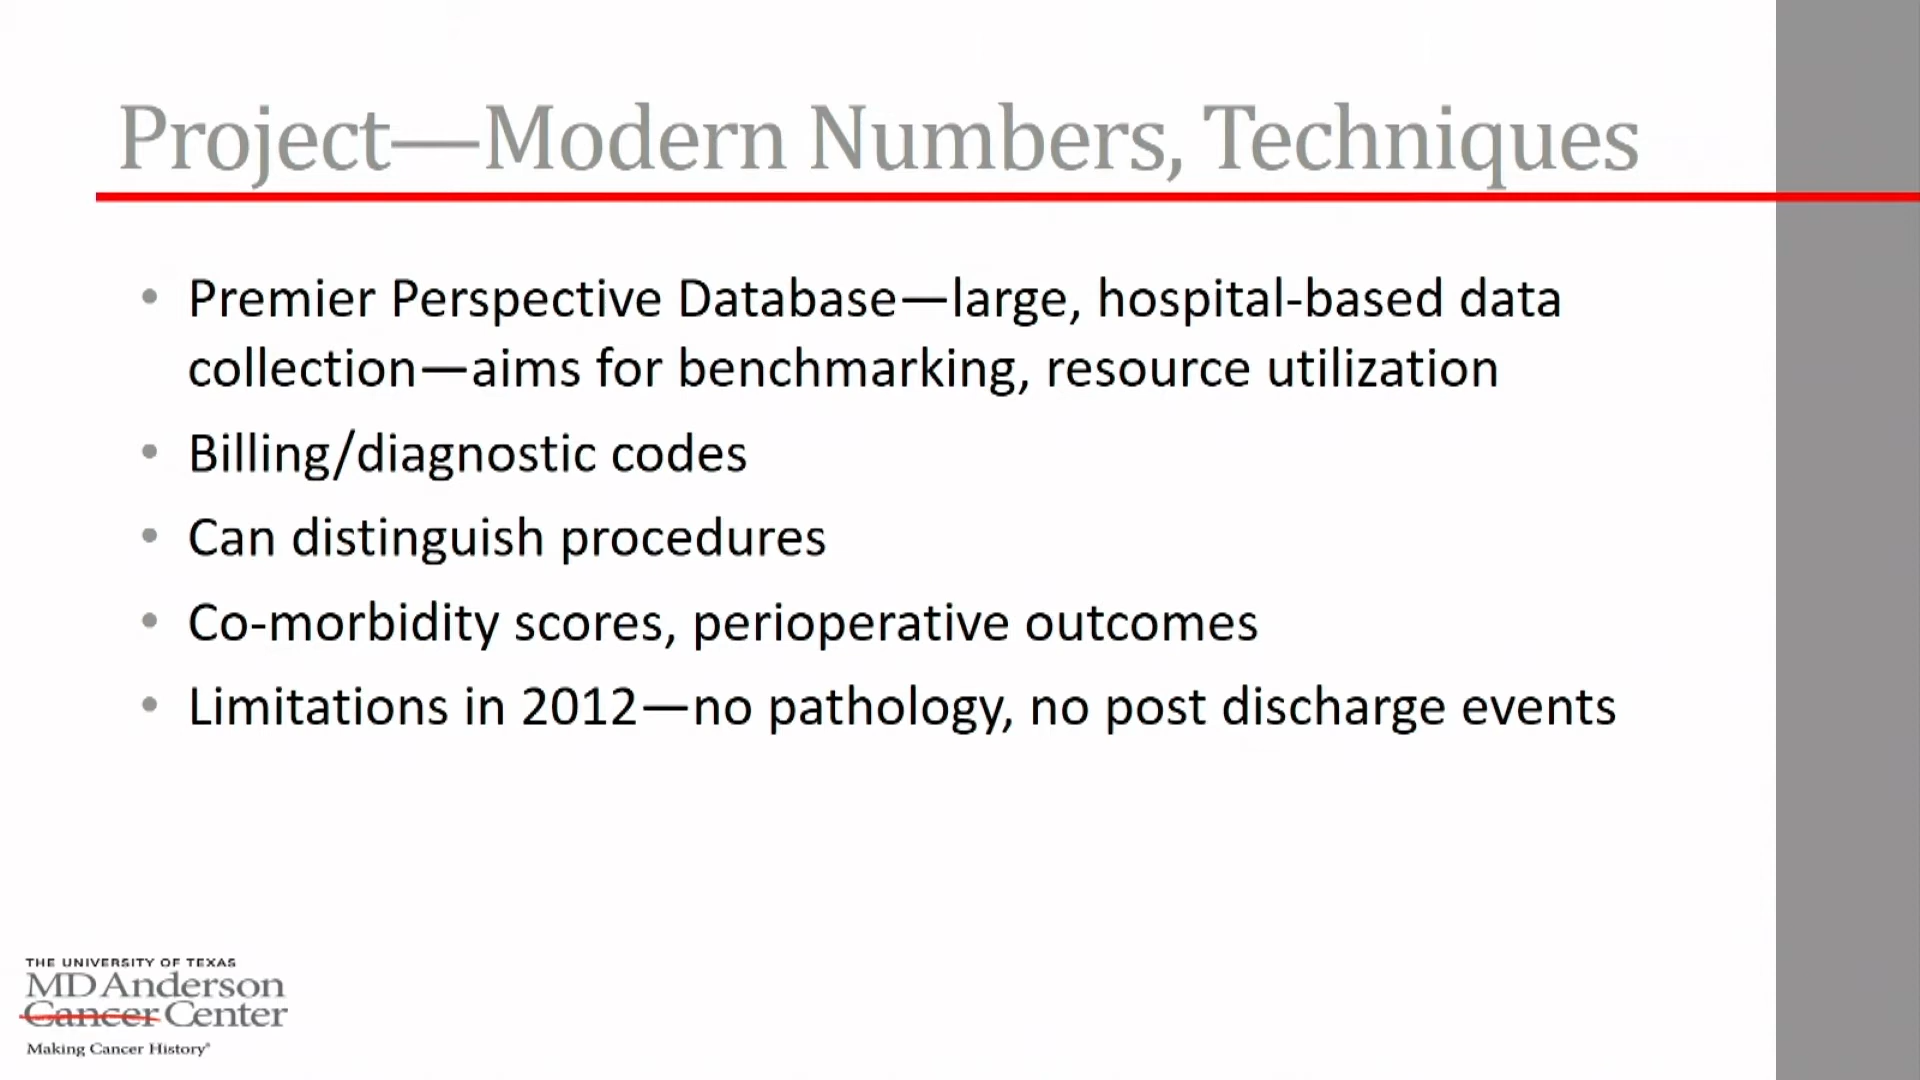 Project—Modern Numbers, Techniques
• Premier Perspective Database—large, hospital-based data
collection—aims for benchmarking, resource utilization
• Billing/diagnostic codes
• Can distinguish procedures
• Co-morbidity scores, perioperative outcomes
• Limitations in 2012—no pathology, no post discharge events
THE UNIVERSITY OF TEXAS
MD Anderson
Cancer Center
Making Cancer History®